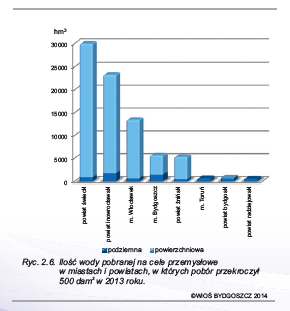 hm³
30000
25000
20000
15000
10000
5000
0
powiat świecki
powiat inowrocławski
m. Włocławek
m. Bydgoszcz
powiat żniński
m. Toruń
powiat bydgoski
powiat radziejowski
podziemna
powierzchniowa
Ryc. 2.6. Ilość wody pobranej na cele przemysłowe
w miastach i powiatach, w których pobór przekroczył
500 dam³ w 2013 roku.
©WIOŚ BYDGOSZCZ 2014